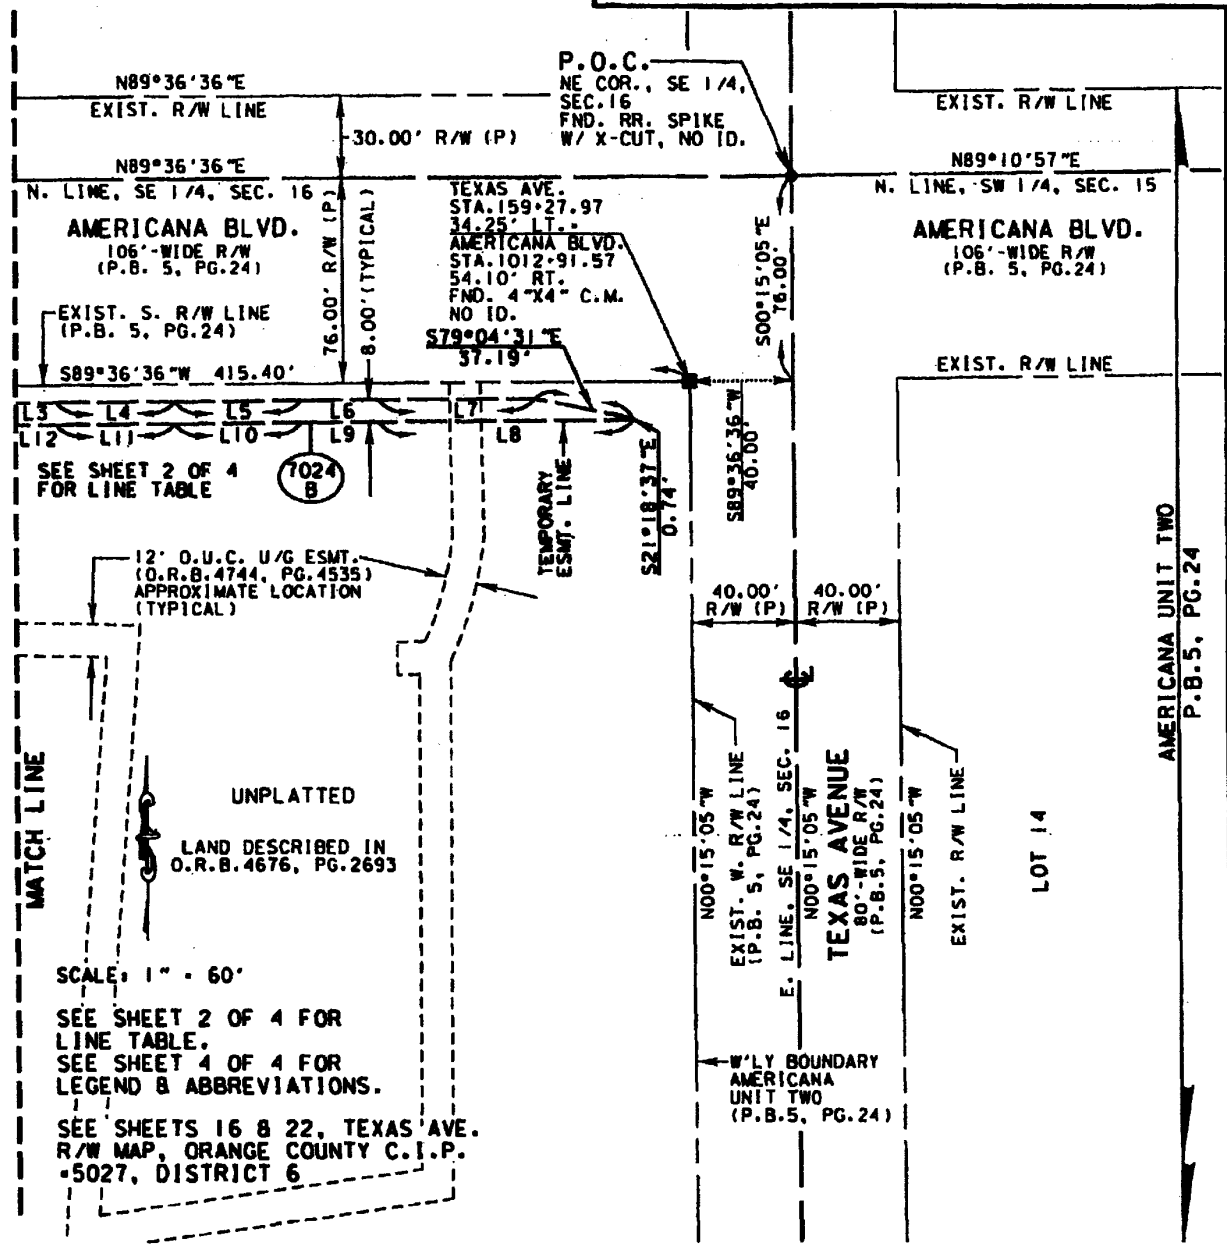 P.O.C.
NE COR., SE 1/4,
SEC.16
FND. RR. SPIKE
W/ X-CUT, NO ID.
N89°36'36"E
EXIST. R/W LINE
30.00' R/W (P)
EXIST. R/W LINE
N89°36'36"E
N. LINE, SE 1/4, SEC. 16
N89°10'57"E
N. LINE, SW 1/4, SEC. 15
AMERICANA BLVD.
106'-WIDE R/W
(P.B. 5, PG.24)
76.00' R/W (P)
8.00' (TYPICAL)
TEXAS AVE.
STA.159+27.97
34.25' LT.=
AMERICANA BLVD.
STA.1012+91.57
54.10' RT.
FND. 4"X4" C.M.
NO ID.
S00°15'05"E
76.00'
AMERICANA BLVD.
106'-WIDE R/W
(P.B. 5, PG.24)
EXIST. S. R/W LINE
(P.B. 5, PG.24)
S79°04'31"E
37.19'
S89°36'36"W 415.40'
EXIST. R/W LINE
L3 L4 L5 L6 L7
L12 L11 L10 L9 L8
SEE SHEET 2 OF 4
FOR LINE TABLE
7024
B
TEMPORARY
ESMT. LINE
S21°18'37"E
0.74'
S89°36'36"W
40.00'
12' O.U.C. U/G ESMT.
(O.R.B.4744, PG.4535)
APPROXIMATE LOCATION
(TYPICAL)
40.00'
R/W (P)
40.00'
R/W (P)
AMERICANA UNIT TWO
P.B.5, PG.24
MATCH LINE
UNPLATTED
LAND DESCRIBED IN
O.R.B.4676, PG.2693
N00°15'05"W
EXIST. W. R/W LINE
(P.B. 5, PG.24)
E. LINE, SE 1/4, SEC. 16
N00°15'05"W
TEXAS AVENUE
80'-WIDE R/W
(P.B.5, PG.24)
N00°15'05"W
EXIST. R/W LINE
LOT 14
SCALE: 1" = 60'
SEE SHEET 2 OF 4 FOR
LINE TABLE.
SEE SHEET 4 OF 4 FOR
LEGEND & ABBREVIATIONS.
W'LY BOUNDARY
AMERICANA
UNIT TWO
(P.B.5, PG.24)
SEE SHEETS 16 & 22, TEXAS AVE.
R/W MAP, ORANGE COUNTY C.I.P.
#5027, DISTRICT 6